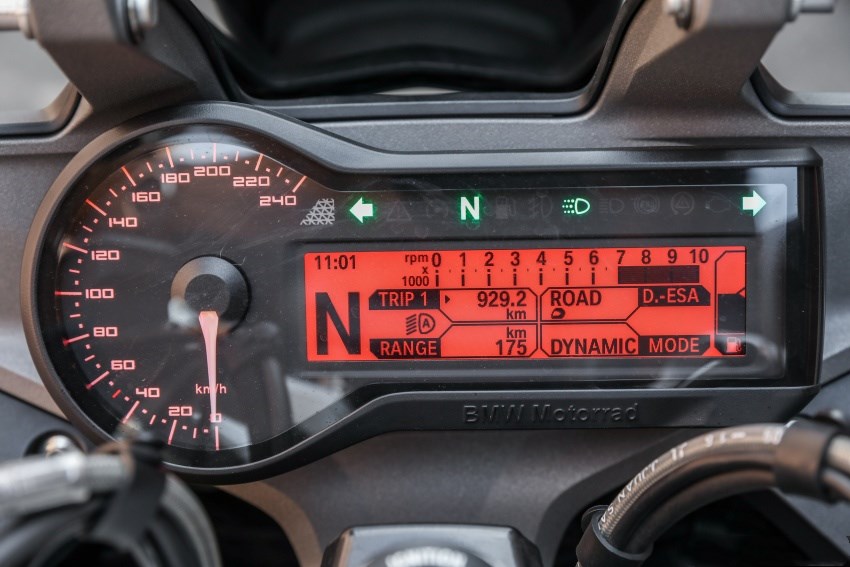 240
220
200
180
160
140
120
100
80
60
40
20
0
km/h
N
11:01
rpm x 1000
0 1 2 3 4 5 6 7 8 9 10
N
TRIP 1 929.2 km
ROAD D.-ESA
A
RANGE km 175
DYNAMIC MODE
BMW Motorrad
IGNITION